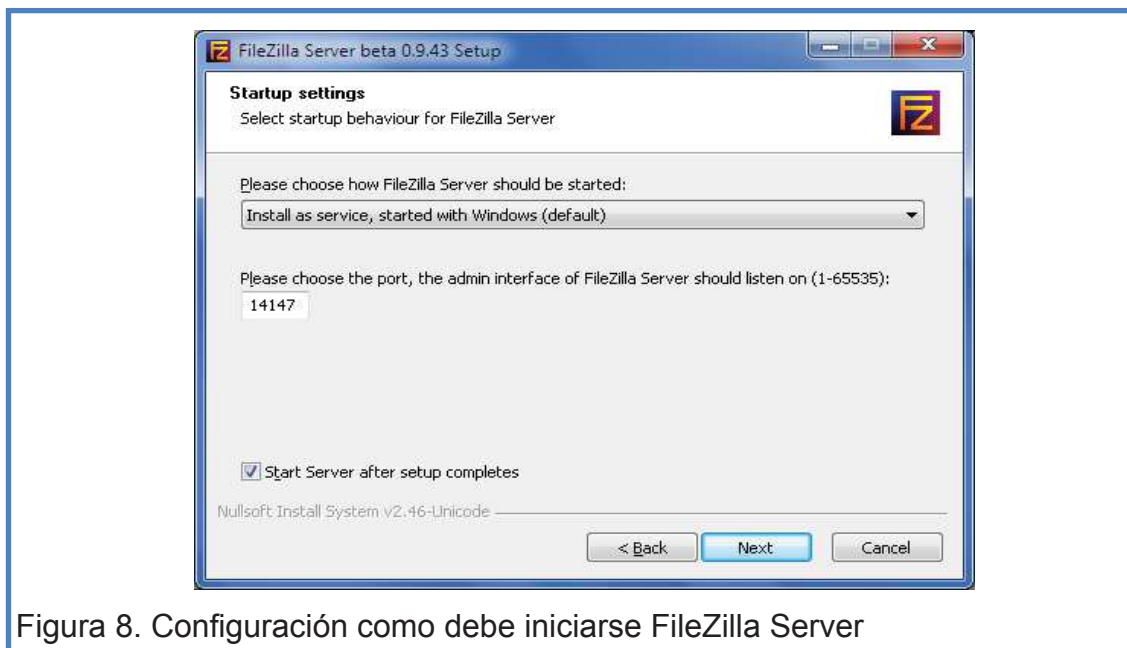 FileZilla Server beta 0.9.43 Setup
Startup settings
Select startup behaviour for FileZilla Server
FZ
Please choose how FileZilla Server should be started:
Install as service, started with Windows (default)
Please choose the port, the admin interface of FileZilla Server should listen on (1-65535):
14147
Start Server after setup completes
Nullsoft Install System v2.46-Unicode
< Back Next Cancel
Figura 8. Configuración como debe iniciarse FileZilla Server